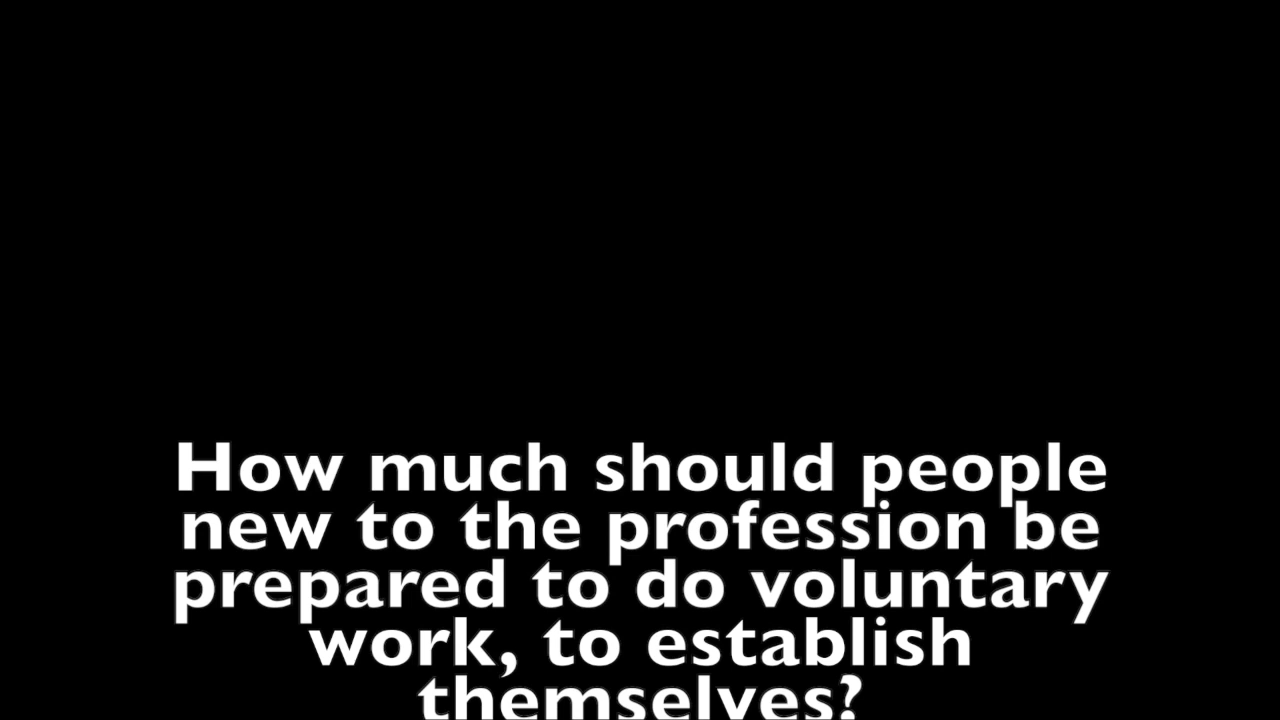 How much should people
new to the profession be
prepared to do voluntary
work, to establish
themselves?